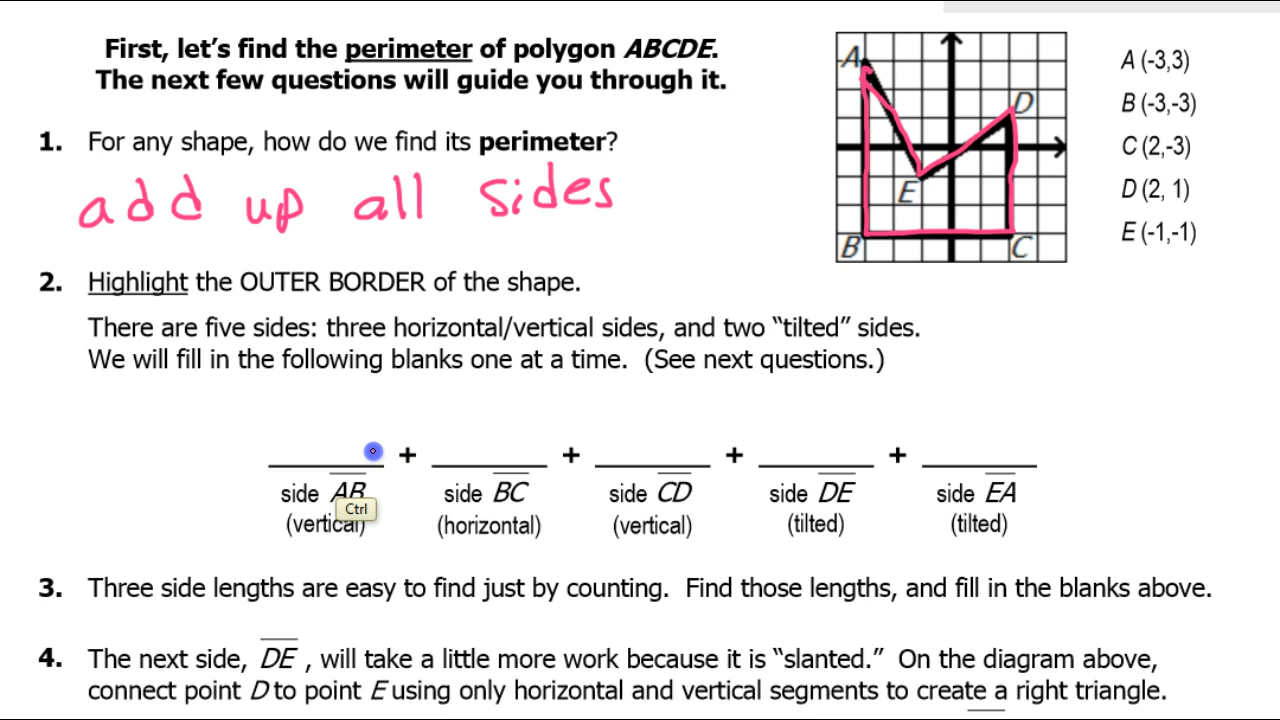 First, let's find the perimeter of polygon ABCDE.
The next few questions will guide you through it.
1. For any shape, how do we find its perimeter?
add up all sides
A
D
E
B
C
A (-3,3)
B (-3,-3)
C (2,-3)
D (2, 1)
E (-1,-1)
2. Highlight the OUTER BORDER of the shape.
There are five sides: three horizontal/vertical sides, and two “tilted” sides.
We will fill in the following blanks one at a time. (See next questions.)
+ + + +
side AB side BC side CD side DE side EA
Ctrl
(vertical) (horizontal) (vertical) (tilted) (tilted)
3. Three side lengths are easy to find just by counting. Find those lengths, and fill in the blanks above.
4. The next side, DE , will take a little more work because it is “slanted.” On the diagram above,
connect point D to point E using only horizontal and vertical segments to create a right triangle.